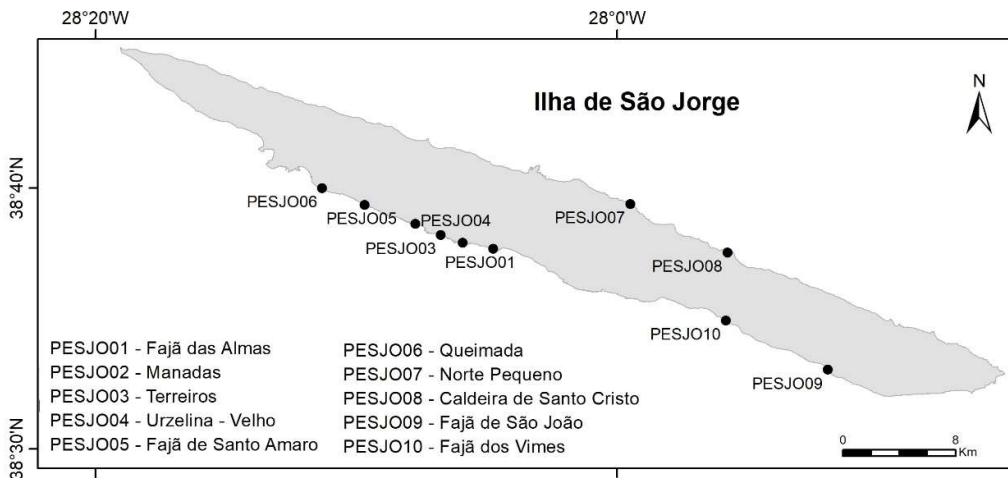 28°20'W
28°0'W
Ilha de São Jorge
N
38°40'N
PESJO06
PESJO05
PESJO04
PESJO03
PESJO01
PESJO07
PESJO08
PESJO10
PESJO09
PESJO01 - Fajã das Almas
PESJO02 - Manadas
PESJO03 - Terreiros
PESJO04 - Urzelina - Velho
PESJO05 - Fajã de Santo Amaro
PESJO06 - Queimada
PESJO07 - Norte Pequeno
PESJO08 - Caldeira de Santo Cristo
PESJO09 - Fajã de São João
PESJO10 - Fajã dos Vimes
38°30'N
0
8
Km